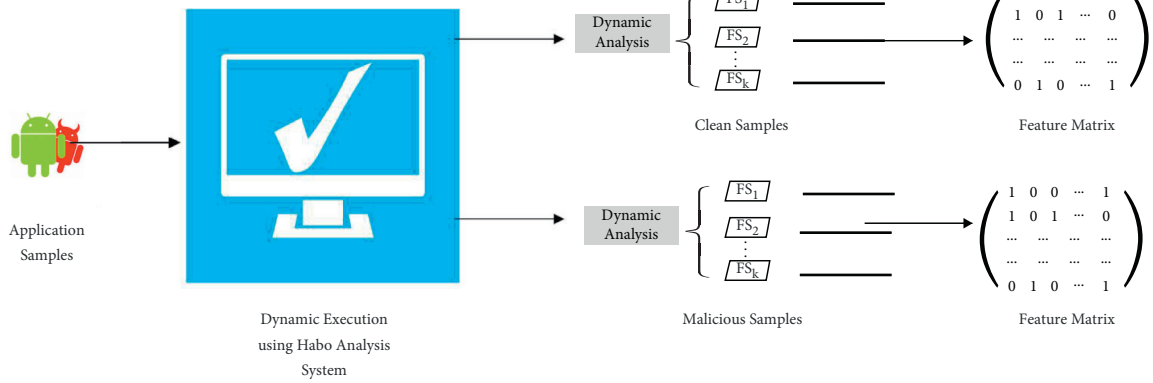 Application
Samples
Dynamic Execution
using Habo Analysis
System
Dynamic
Analysis
FS1
FS2
⋮
FSk
Clean Samples
1 0 1 ... 0
... ... ... ...
... ... ... ...
0 1 0 ... 1
Feature Matrix
Dynamic
Analysis
FS1
FS2
⋮
FSk
Malicious Samples
1 0 0 ... 1
1 0 1 ... 0
... ... ... ...
... ... ... ...
0 1 0 ... 1
Feature Matrix